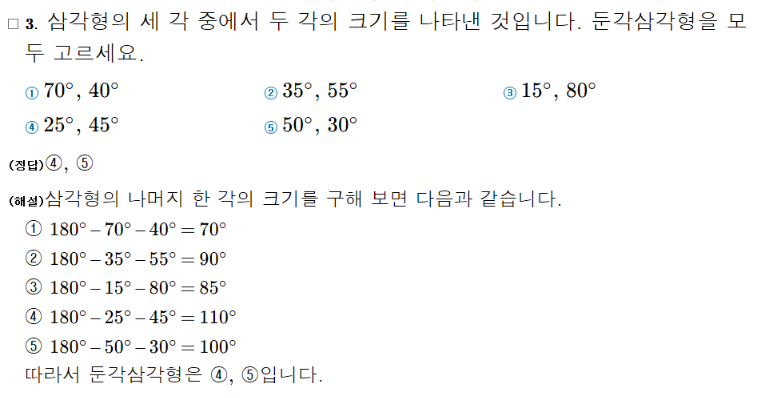 □ 3. 삼각형의 세 각 중에서 두 각의 크기를 나타낸 것입니다. 둔각삼각형을 모
두 고르세요.
① 70°, 40° ② 35°, 55° ③ 15°, 80°
④ 25°, 45° ⑤ 50°, 30°
(정답)④, ⑤
(해설)삼각형의 나머지 한 각의 크기를 구해 보면 다음과 같습니다.
① 180°－70°－40°＝70°
② 180°－35°－55°＝90°
③ 180°－15°－80°＝85°
④ 180°－25°－45°＝110°
⑤ 180°－50°－30°＝100°
따라서 둔각삼각형은 ④, ⑤입니다.